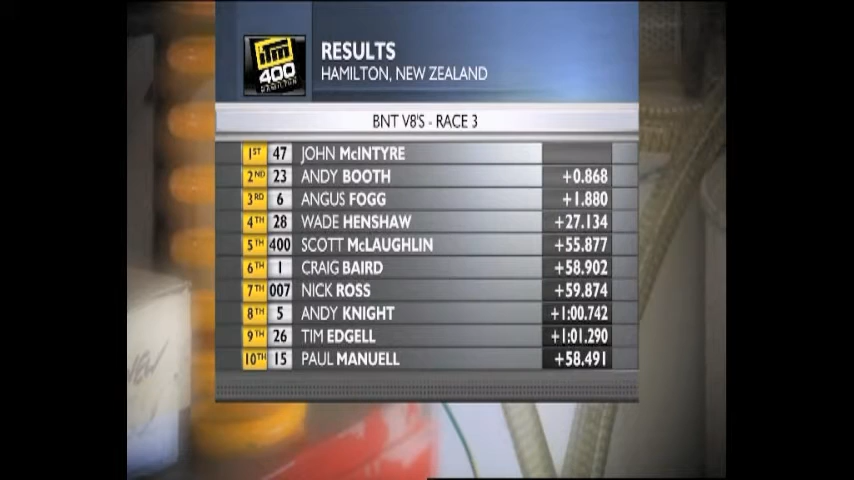 itm
400
HAMILTON
RESULTS
HAMILTON, NEW ZEALAND
BNT V8'S - RACE 3
1ST 47 JOHN McINTYRE
2ND 23 ANDY BOOTH +0.868
3RD 6 ANGUS FOGG +1.880
4TH 28 WADE HENSHAW +27.134
5TH 400 SCOTT McLAUGHLIN +55.877
6TH 1 CRAIG BAIRD +58.902
7TH 007 NICK ROSS +59.874
8TH 5 ANDY KNIGHT +1:00.742
9TH 26 TIM EDGELL +1:01.290
10TH 15 PAUL MANUELL +58.491
NEW